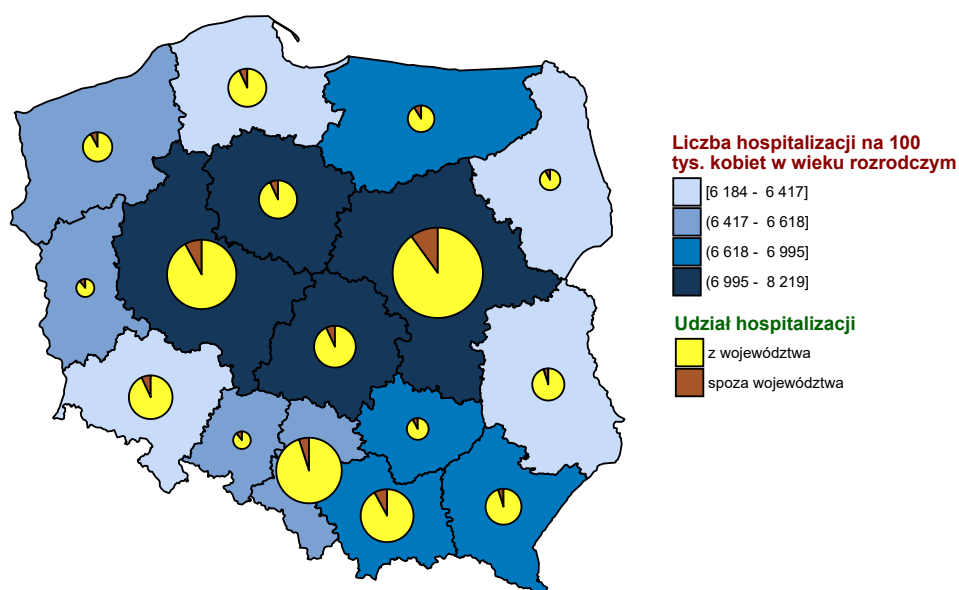 Liczba hospitalizacji na 100
tys. kobiet w wieku rozrodczym
[6 184 - 6 417]
(6 417 - 6 618]
(6 618 - 6 995]
(6 995 - 8 219]
Udział hospitalizacji
z województwa
spoza województwa